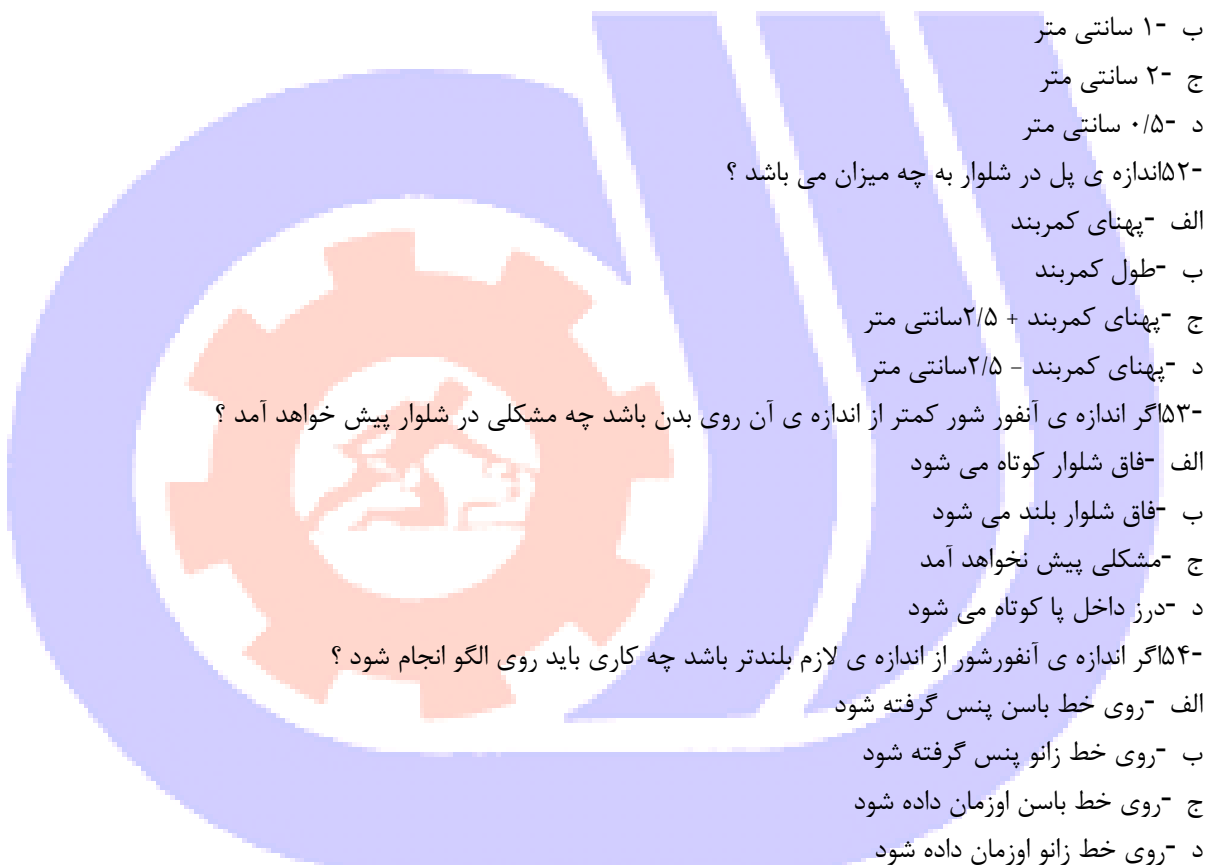 ب -۱ سانتی متر
ج -۲ سانتی متر
د -۰/۵ سانتی متر
-۵۲اندازه ی پل در شلوار به چه میزان می باشد ؟
الف -پهنای کمربند
ب -طول کمربند
ج -پهنای کمربند + ۲/۵سانتی متر
د -پهنای کمربند - ۲/۵سانتی متر
-۵۳اگر اندازه ی آنفور شور کمتر از اندازه ی آن روی بدن باشد چه مشکلی در شلوار پیش خواهد آمد ؟
الف -فاق شلوار کوتاه می شود
ب -فاق شلوار بلند می شود
ج -مشکلی پیش نخواهد آمد
د -درز داخل پا کوتاه می شود
-۵۴اگر اندازه ی آنفورشور از اندازه ی لازم بلندتر باشد چه کاری باید روی الگو انجام شود ؟
الف -روی خط باسن پنس گرفته شود
ب -روی خط زانو پنس گرفته شود
ج -روی خط باسن اوزمان داده شود
د -روی خط زانو اوزمان داده شود